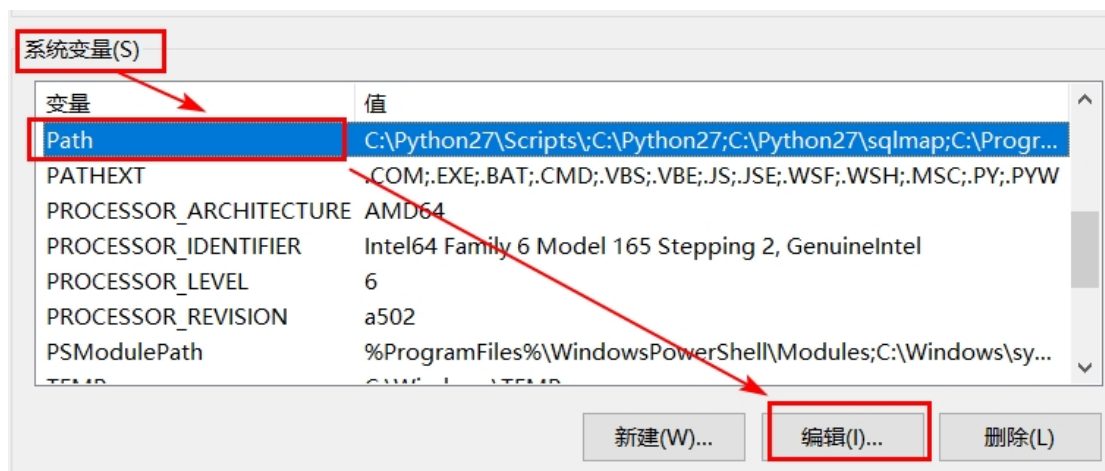 系统变量(S)
变量 值
Path C:\Python27\Scripts\;C:\Python27;C:\Python27\sqlmap;C:\Progr...
PATHEXT .COM;.EXE;.BAT;.CMD;.VBS;.VBE;.JS;.JSE;.WSF;.WSH;.MSC;.PY;.PYW
PROCESSOR_ARCHITECTURE AMD64
PROCESSOR_IDENTIFIER Intel64 Family 6 Model 165 Stepping 2, GenuineIntel
PROCESSOR_LEVEL 6
PROCESSOR_REVISION a502
PSModulePath %ProgramFiles%\WindowsPowerShell\Modules;C:\Windows\sy...
新建(W)... 编辑(I)... 删除(L)